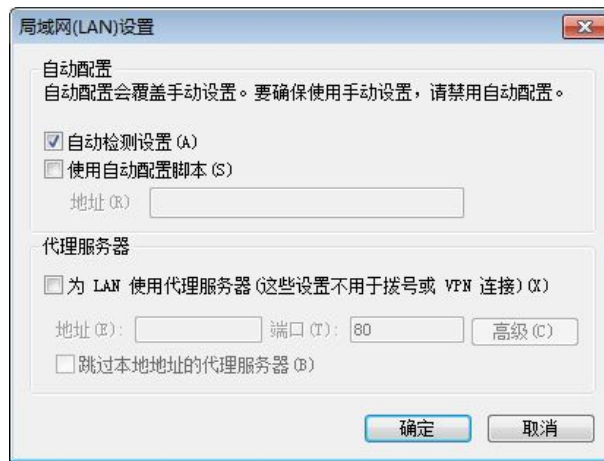 局域网(LAN)设置
自动配置
自动配置会覆盖手动设置。要确保使用手动设置，请禁用自动配置。
自动检测设置(A)
使用自动配置脚本(S)
地址(R)
代理服务器
为 LAN 使用代理服务器(这些设置不用于拨号或 VPN 连接)(X)
地址(E): 端口(T): 80 高级(C)
跳过本地地址的代理服务器(B)
确定 取消